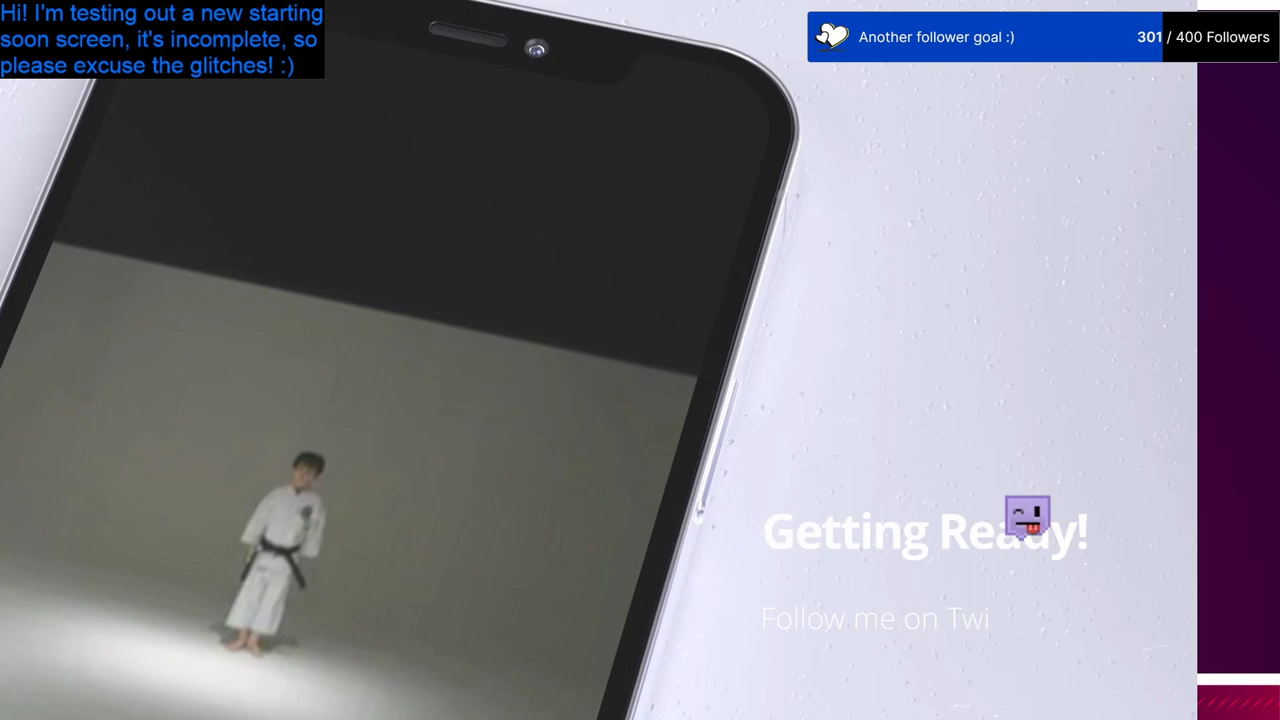 Hi! I'm testing out a new starting
soon screen, it's incomplete, so
please excuse the glitches! :)
Another follower goal :)
301 / 400 Followers
Getting Ready!
Follow me on Twi